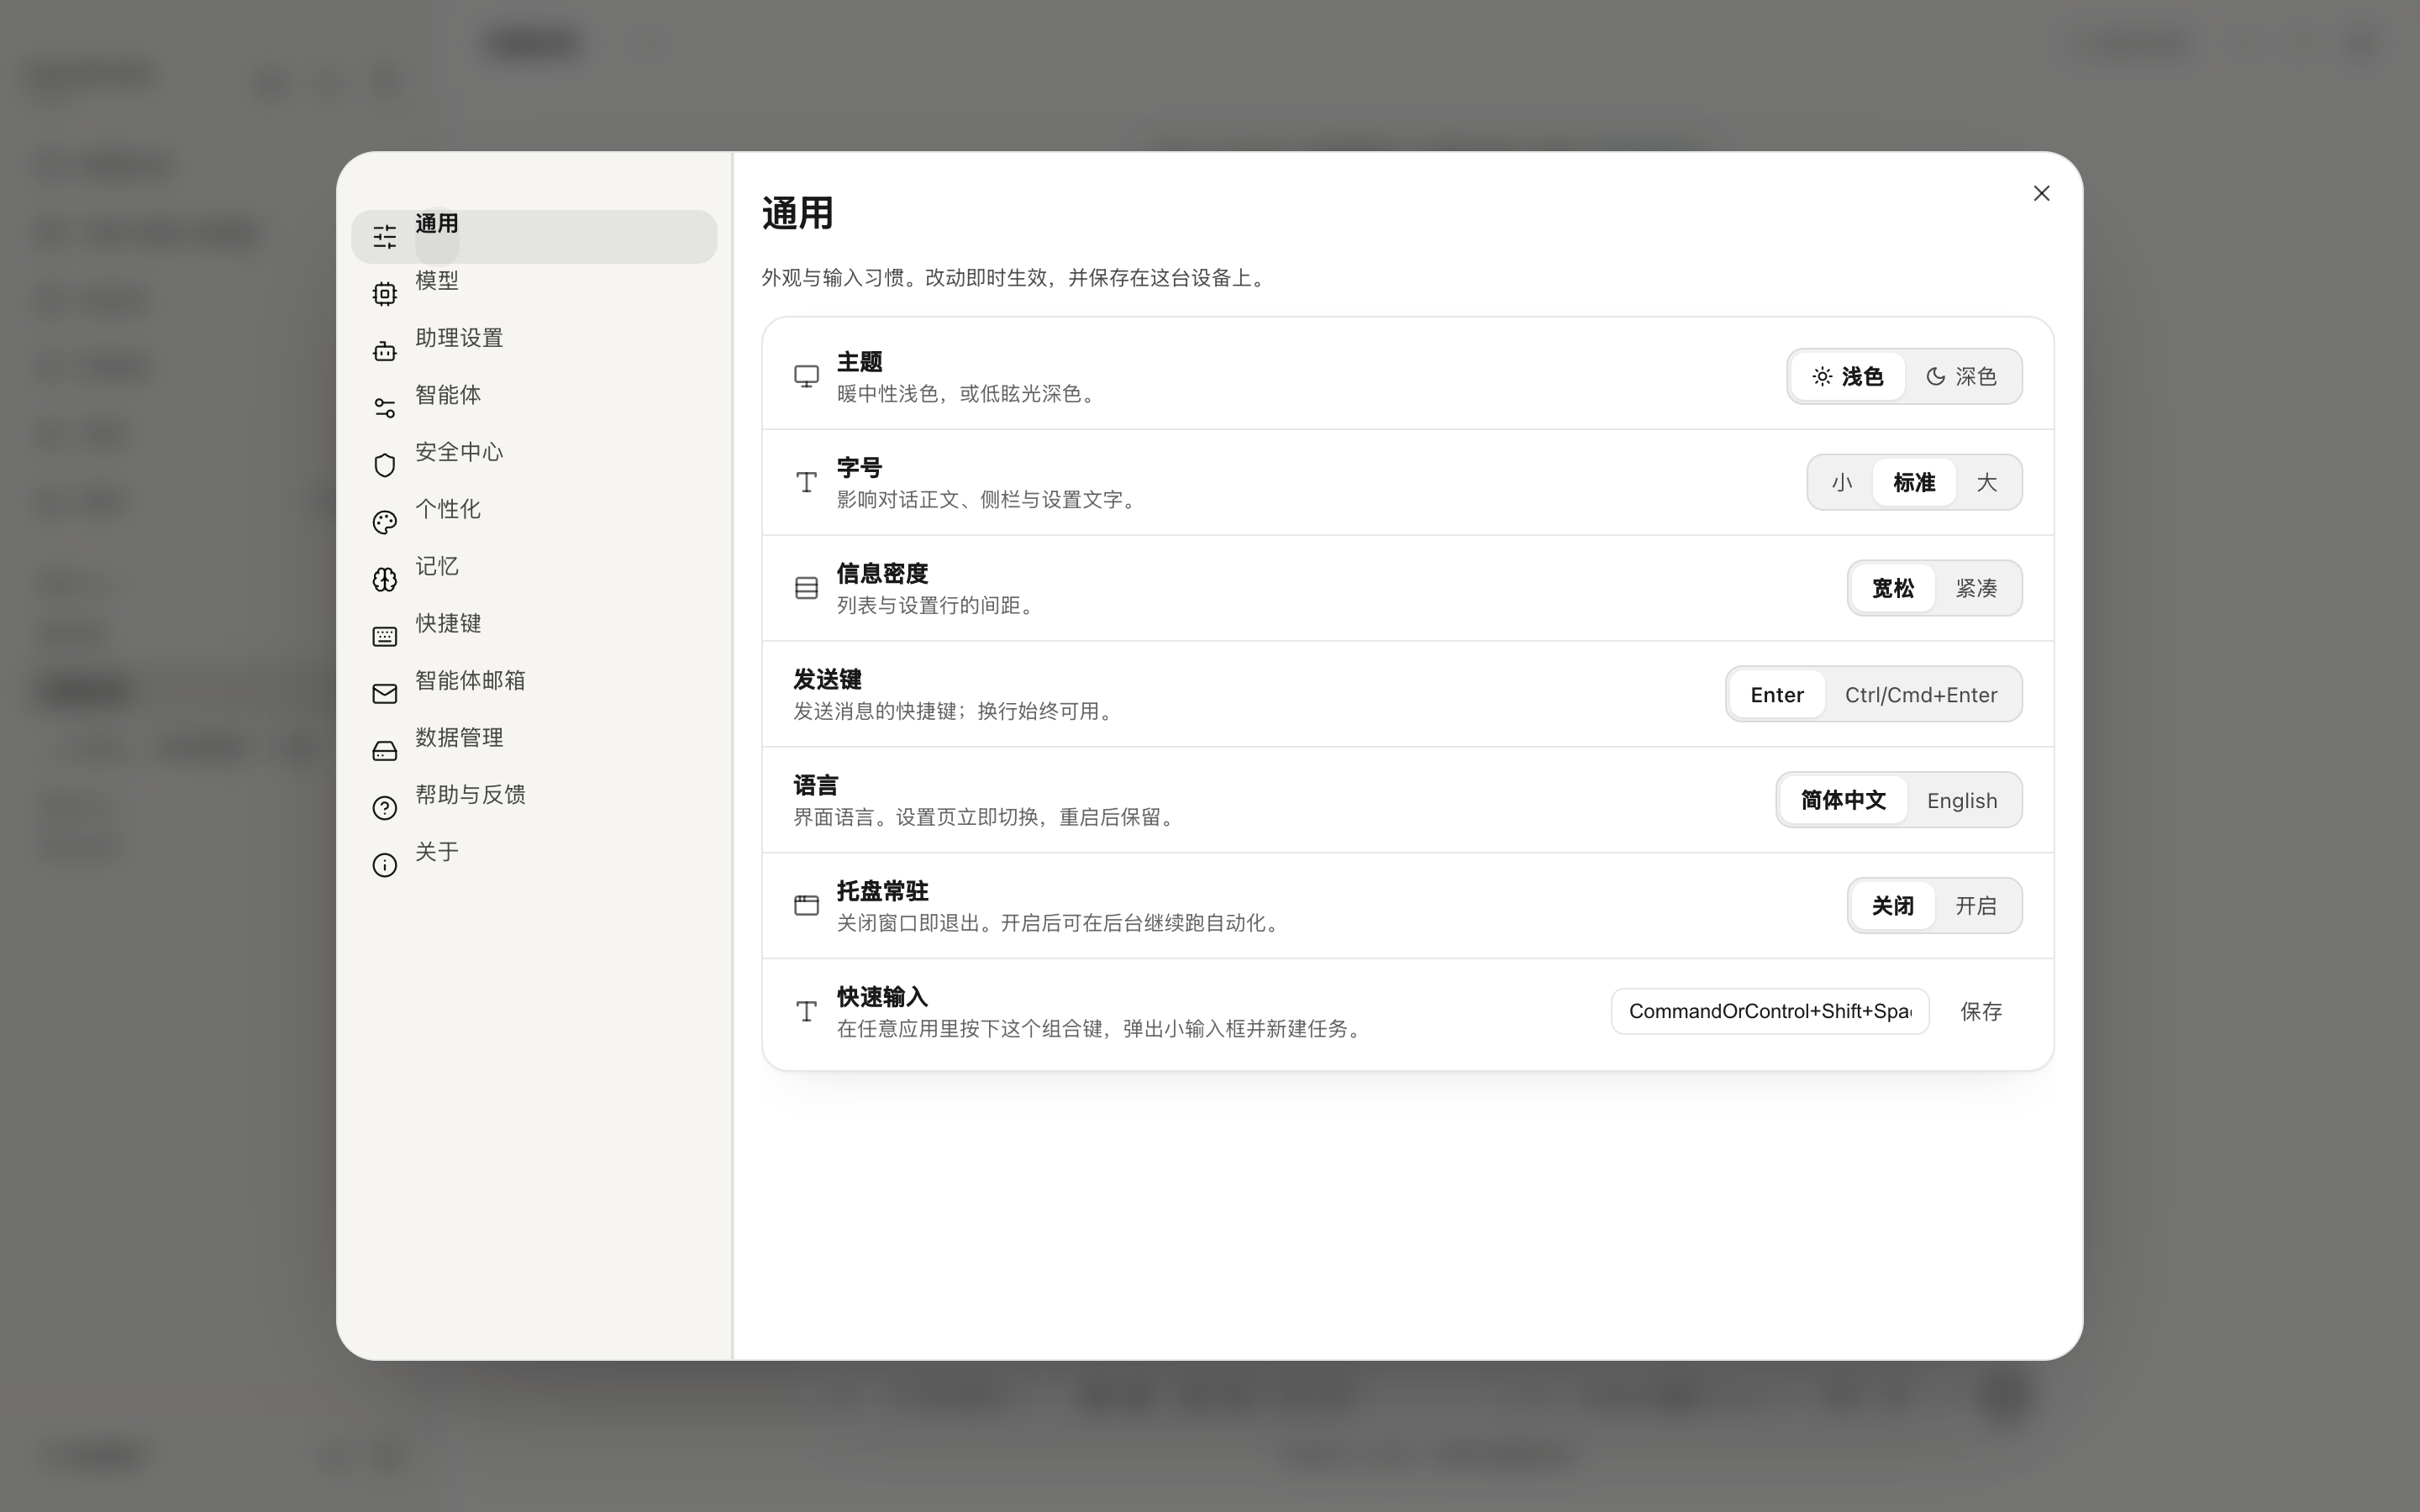 通用
模型
助理设置
智能体
安全中心
个性化
记忆
快捷键
智能体邮箱
数据管理
帮助与反馈
关于
通用
外观与输入习惯。改动即时生效，并保存在这台设备上。
主题
暖中性浅色，或低眩光深色。
浅色 深色
字号
影响对话正文、侧栏与设置文字。
小 标准 大
信息密度
列表与设置行的间距。
宽松 紧凑
发送键
发送消息的快捷键；换行始终可用。
Enter Ctrl/Cmd+Enter
语言
界面语言。设置页立即切换，重启后保留。
简体中文 English
托盘常驻
关闭窗口即退出。开启后可在后台继续跑自动化。
关闭 开启
快速输入
在任意应用里按下这个组合键，弹出小输入框并新建任务。
CommandOrControl+Shift+Spa
保存